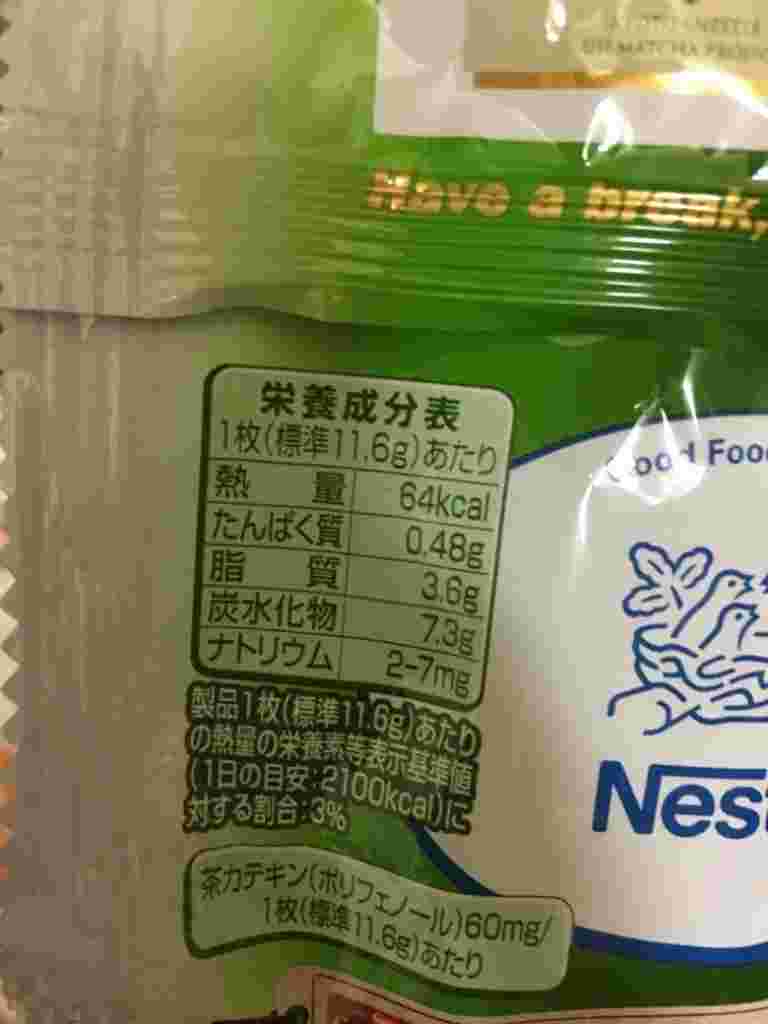 Have a break,
栄養成分表
1枚(標準11.6g)あたり
熱量 64kcal
たんぱく質 0.48g
脂質 3.6g
炭水化物 7.3g
ナトリウム 2-7mg
製品1枚(標準11.6g)あたり
の熱量の栄養素等表示基準値
(1日の目安:2100kcal)に
対する割合:3%
茶カテキン(ポリフェノール)60mg/
1枚(標準11.6g)あたり
Good Food
Nes